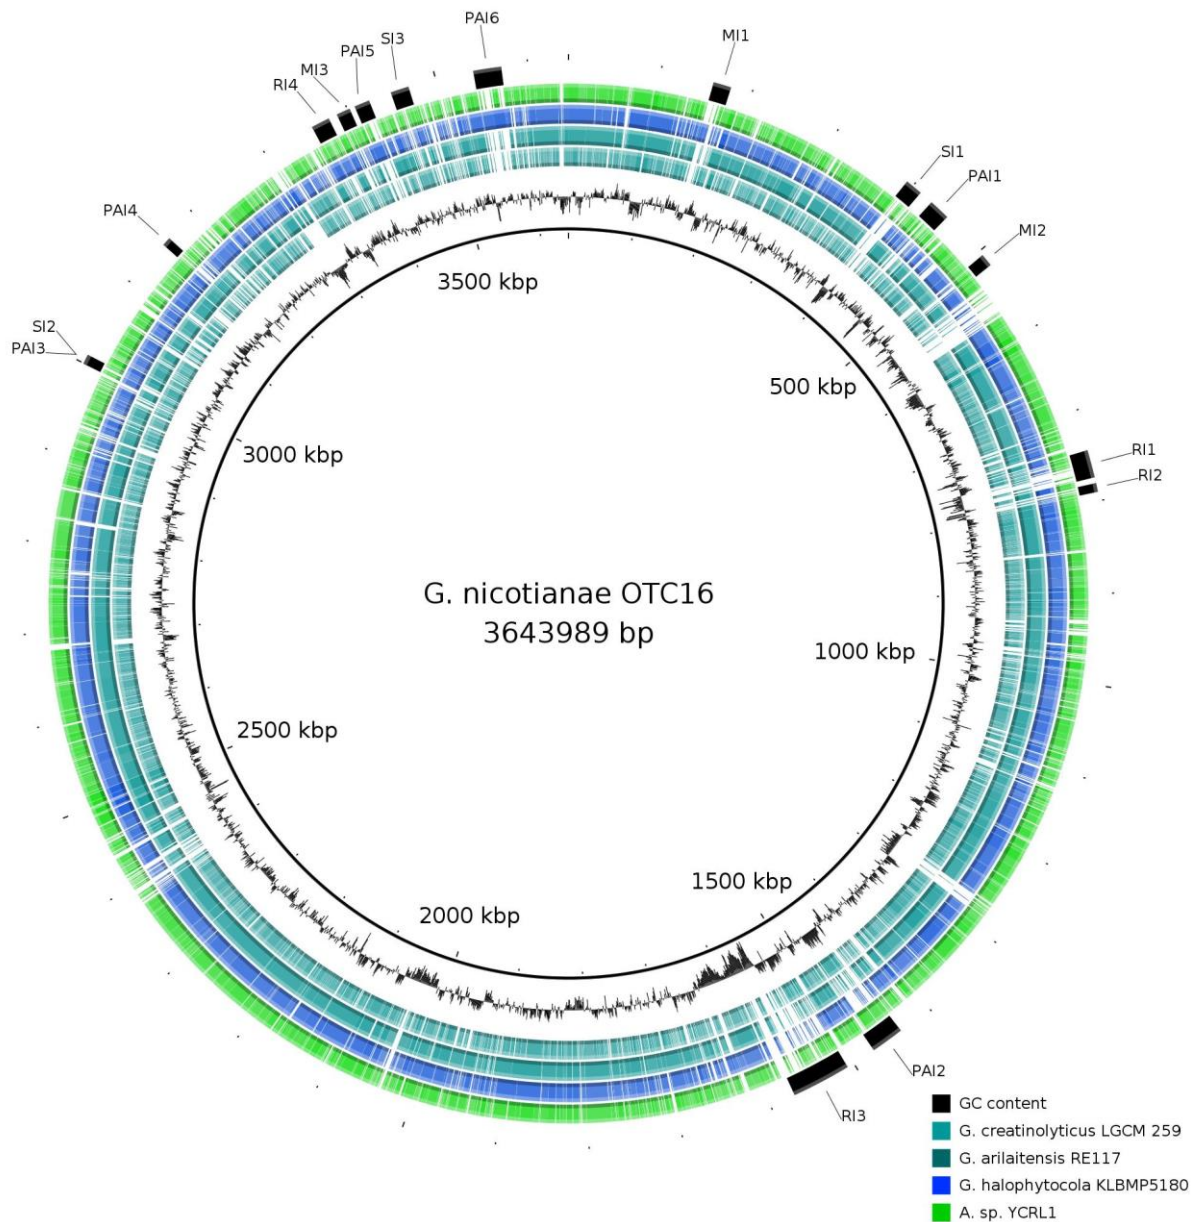 PAI6
SI3
PAI5
MI3
RI4
MI1
SI1
PAI1
MI2
PAI4
SI2
PAI3
RI1
RI2
3500 kbp
500 kbp
3000 kbp
G. nicotianae OTC16
3643989 bp
1000 kbp
2500 kbp
1500 kbp
2000 kbp
PAI2
RI3
GC content
G. creatinolyticus LGCM 259
G. arilaitensis RE117
G. halophytocola KLBMP5180
A. sp. YCRL1